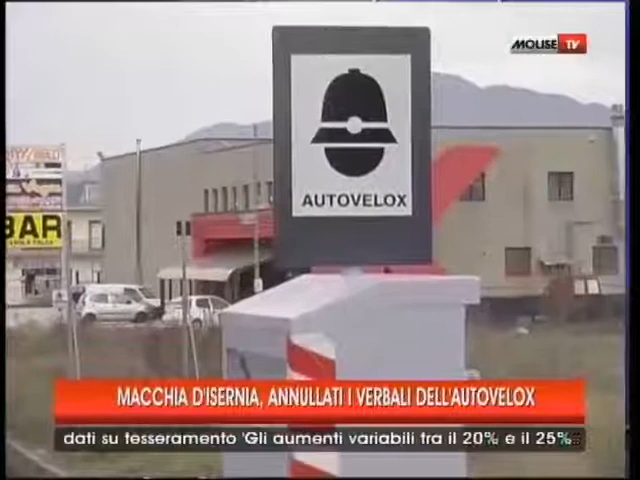 MOLISE TV
AUTOVELOX
BAR
MACCHIA D'ISERNIA, ANNULLATI I VERBALI DELL'AUTOVELOX
dati su tesseramento 'Gli aumenti variabili tra il 20% e il 25%